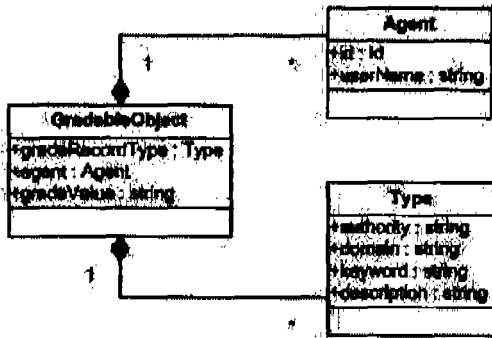 Agent
+id : Id
+userName : string
1
*
GradableObject
+gradeRecordType : Type
+agent : Agent
+gradeValue : string
Type
+authority : string
+domain : string
+keyword : string
+description : string
1
*